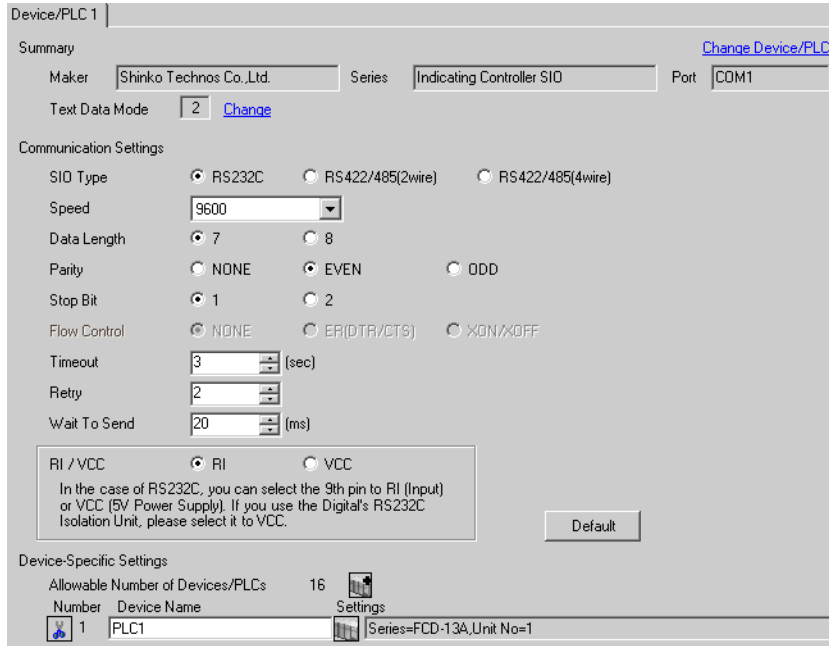 Device/PLC 1
Summary Change Device/PLC
Maker Shinko Technos Co.,Ltd. Series Indicating Controller SIO Port COM1
Text Data Mode 2 Change
Communication Settings
SIO Type RS232C RS422/485(2wire) RS422/485(4wire)
Speed 9600
Data Length 7 8
Parity NONE EVEN ODD
Stop Bit 1 2
Flow Control NONE ER(DTR/CTS) XON/XOFF
Timeout 3 (sec)
Retry 2
Wait To Send 20 (ms)
RI / VCC RI VCC
In the case of RS232C, you can select the 9th pin to RI (Input)
or VCC (5V Power Supply). If you use the Digital's RS232C
Isolation Unit, please select it to VCC.
Default
Device-Specific Settings
Allowable Number of Devices/PLCs 16
Number Device Name Settings
1 PLC1 Series=FCD-13A,Unit No=1